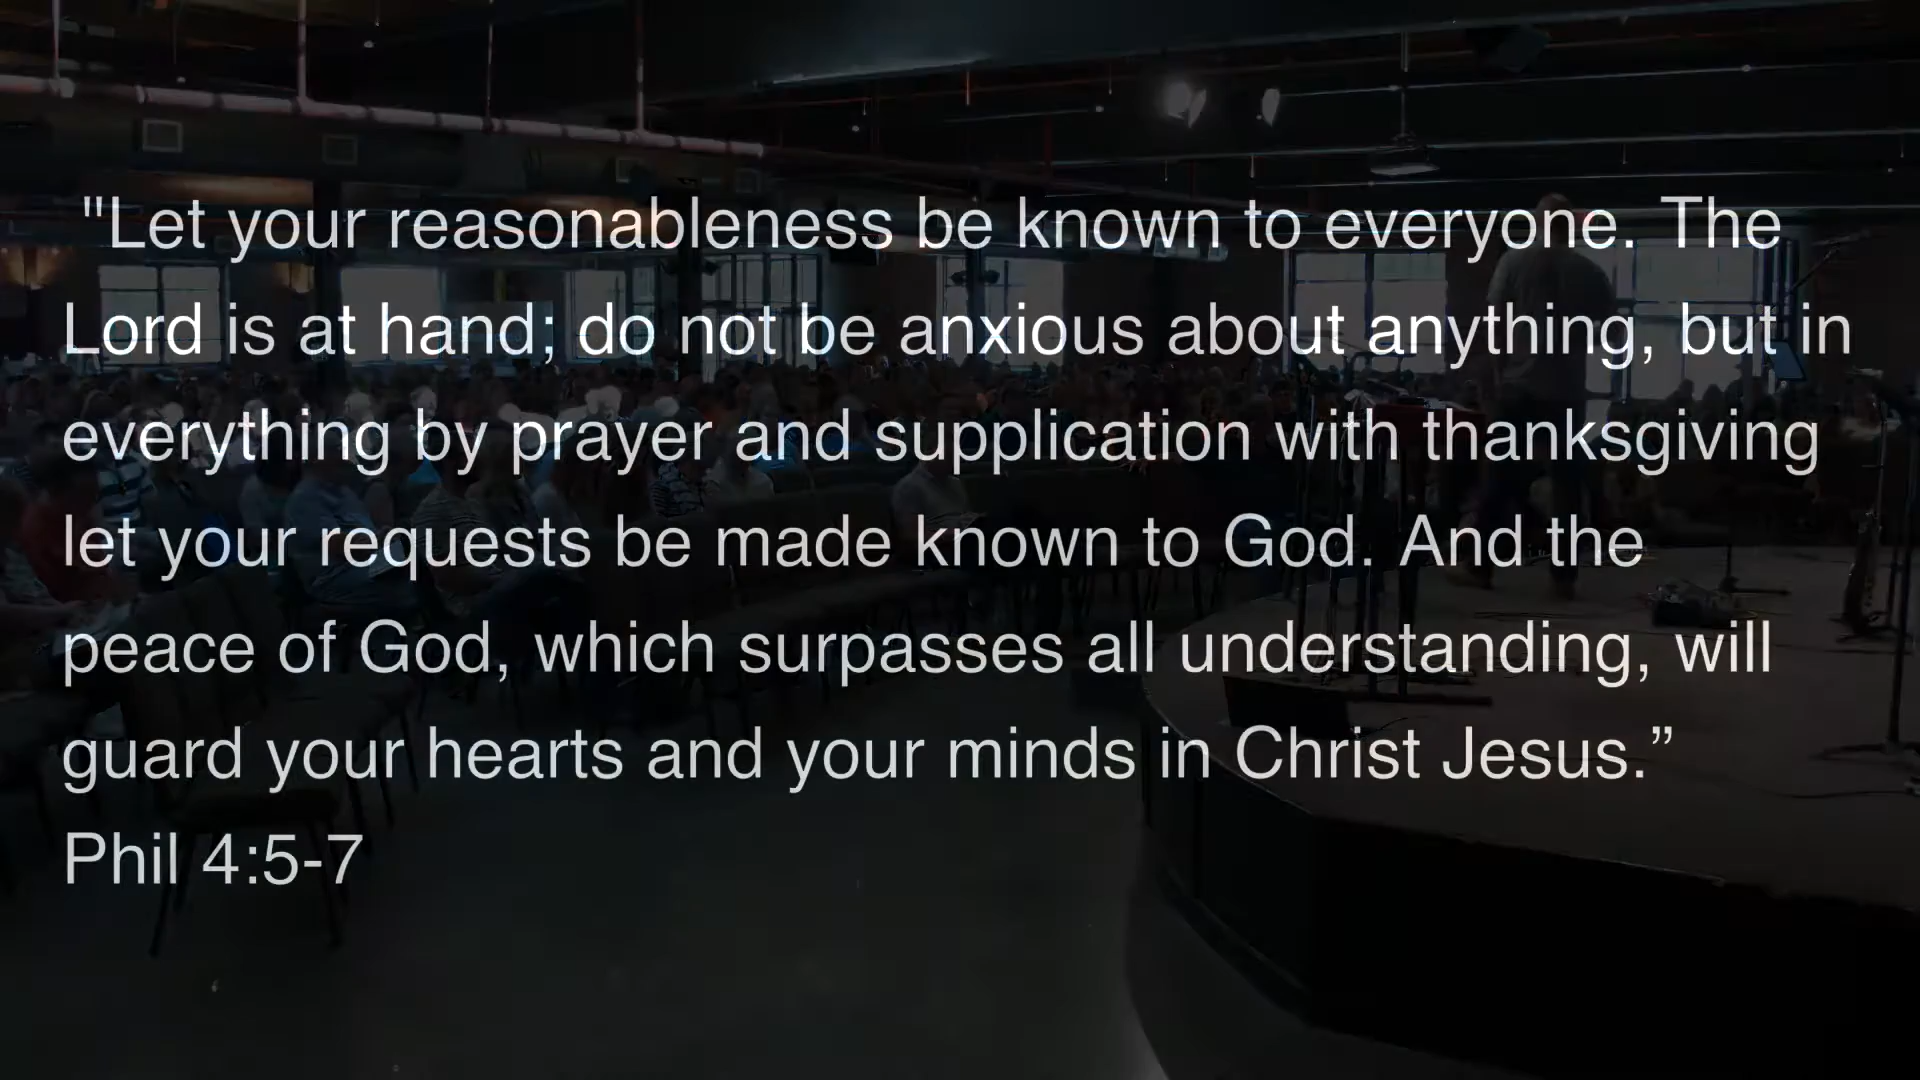 "Let your reasonableness be known to everyone. The
Lord is at hand; do not be anxious about anything, but in
everything by prayer and supplication with thanksgiving
let your requests be made known to God. And the
peace of God, which surpasses all understanding, will
guard your hearts and your minds in Christ Jesus.”
Phil 4:5-7